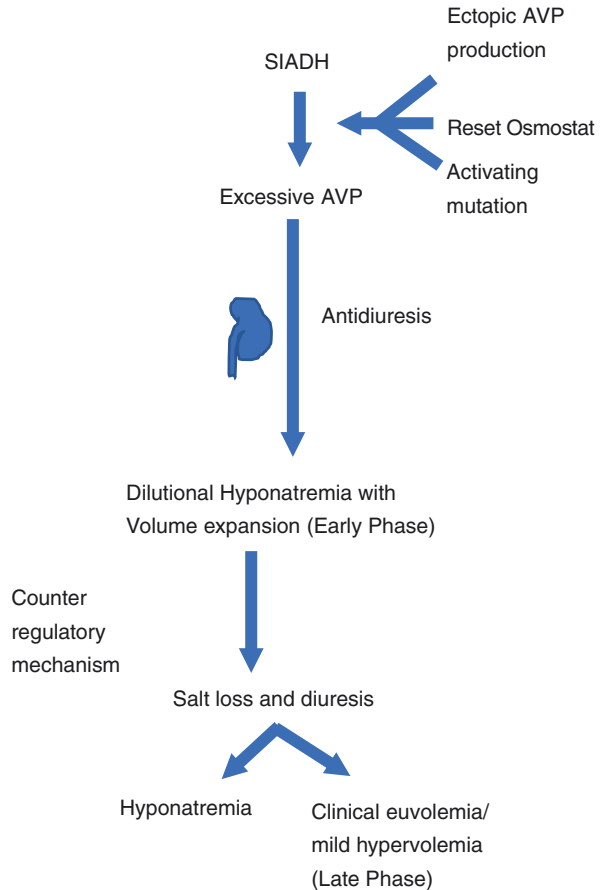 Ectopic AVP
production
SIADH
Reset Osmostat
Activating
mutation
Excessive AVP
Antidiuresis
Dilutional Hyponatremia with
Volume expansion (Early Phase)
Counter
regulatory
mechanism
Salt loss and diuresis
Hyponatremia
Clinical euvolemia/
mild hypervolemia
(Late Phase)